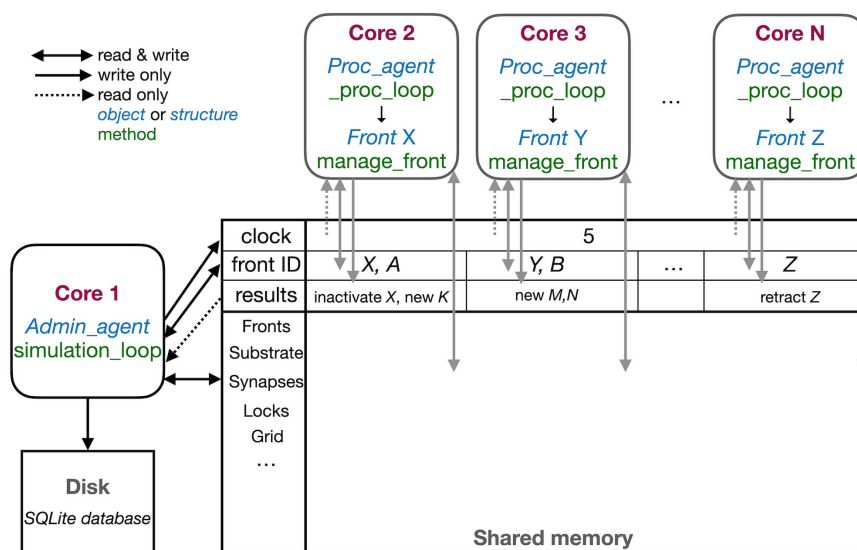 read & write
write only
read only
object or structure
method
Core 2
Proc_agent
_proc_loop
Front X
manage_front
Core 3
Proc_agent
_proc_loop
Front Y
manage_front
...
Core N
Proc_agent
_proc_loop
Front Z
manage_front
Core 1
Admin_agent
simulation_loop
clock
5
front ID
X, A
Y, B
...
Z
results
inactivate X, new K
new M,N
retract Z
Fronts
Substrate
Synapses
Locks
Grid
...
Disk
SQLite database
Shared memory